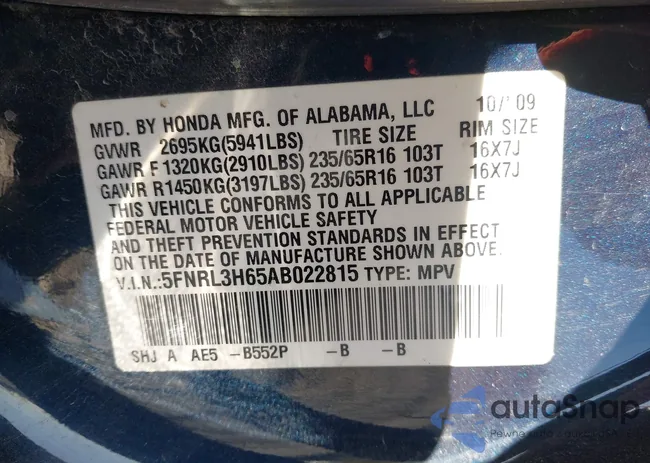 MFD. BY HONDA MFG. OF ALABAMA, LLC 10/'09
GVWR 2695KG(5941LBS) TIRE SIZE RIM SIZE
GAWR F 1320KG(2910LBS) 235/65R16 103T 16X7J
GAWR R1450KG(3197LBS) 235/65R16 103T 16X7J
THIS VEHICLE CONFORMS TO ALL APPLICABLE
FEDERAL MOTOR VEHICLE SAFETY
AND THEFT PREVENTION STANDARDS IN EFFECT
ON THE DATE OF MANUFACTURE SHOWN ABOVE.
V.I.N.:5FNRL3H65AB022815 TYPE: MPV
SHJ A AE5 -B552P -B -B
autoSnap